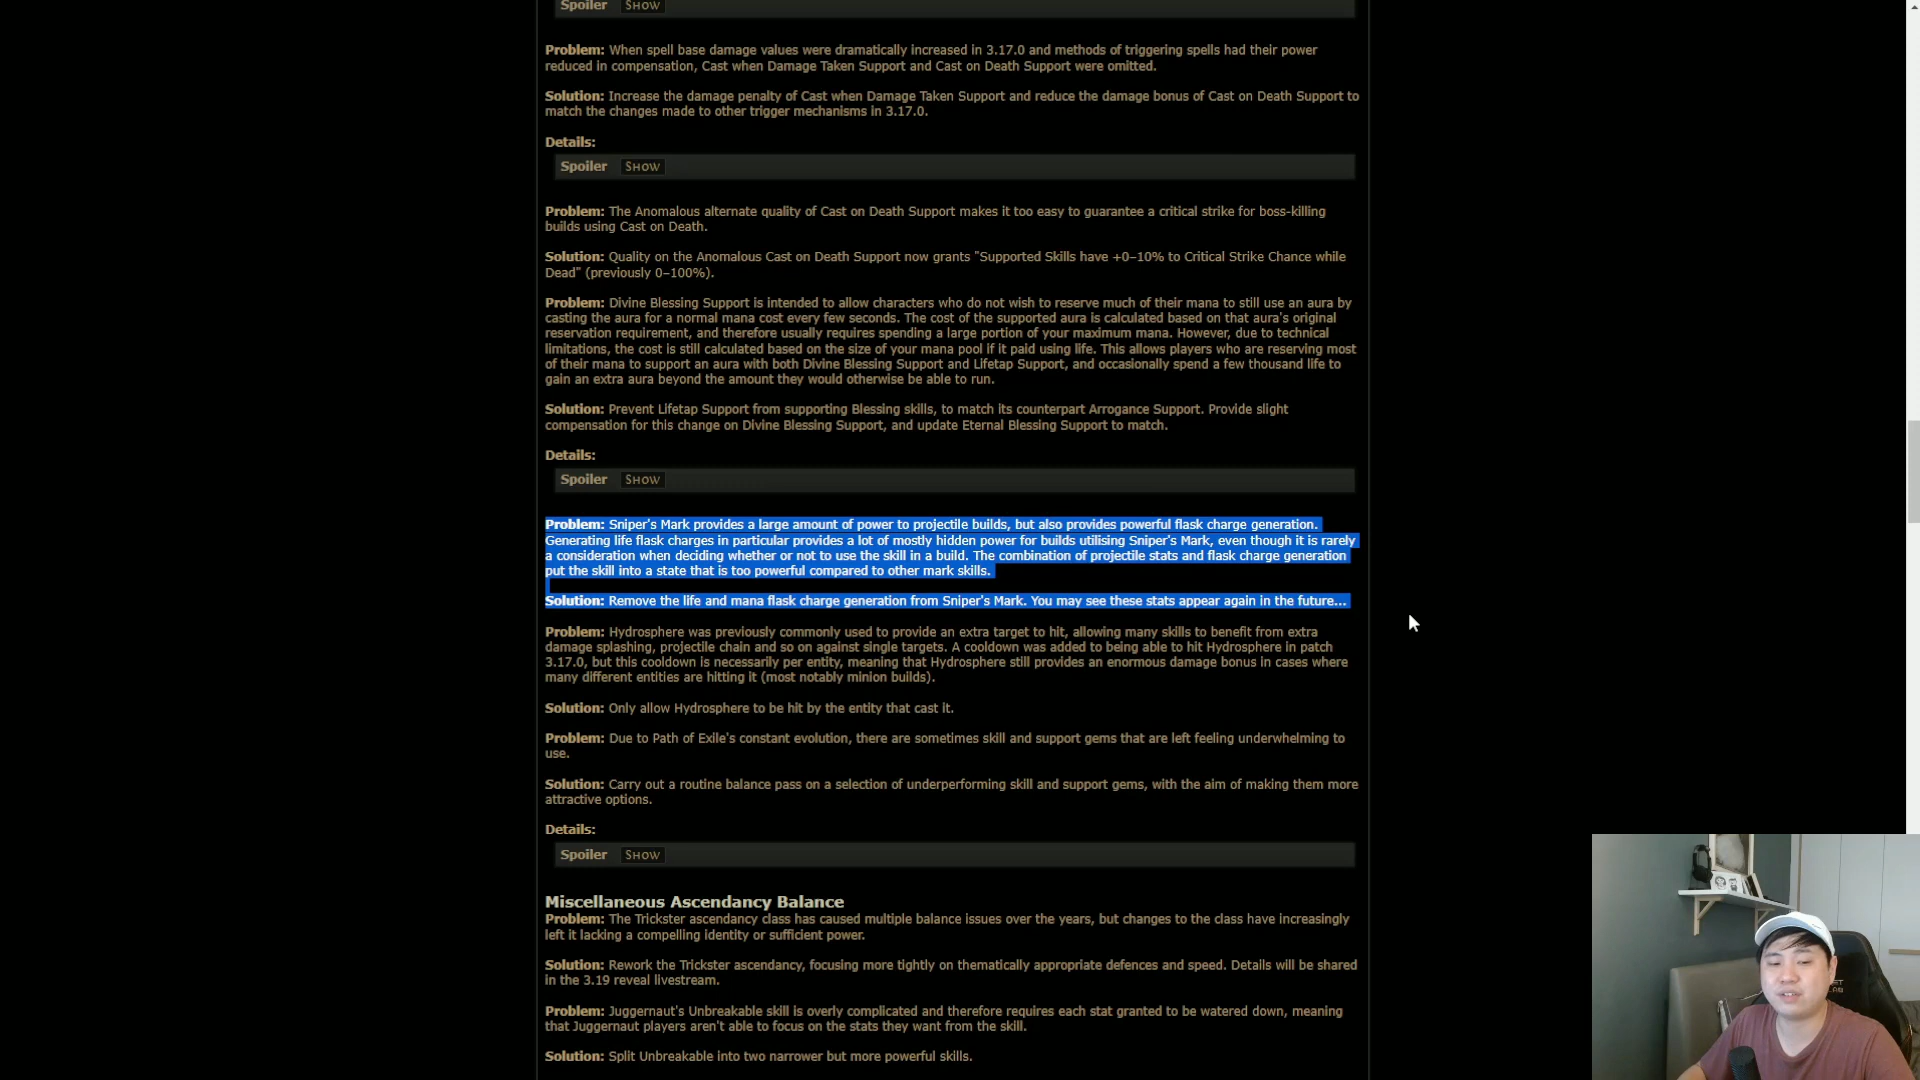 Spoiler SHOW
Problem: When spell base damage values were dramatically increased in 3.17.0 and methods of triggering spells had their power
reduced in compensation, Cast when Damage Taken Support and Cast on Death Support were omitted.
Solution: Increase the damage penalty of Cast when Damage Taken Support and reduce the damage bonus of Cast on Death Support to
match the changes made to other trigger mechanisms in 3.17.0.
Details:
Spoiler SHOW
Problem: The Anomalous alternate quality of Cast on Death Support makes it too easy to guarantee a critical strike for boss-killing
builds using Cast on Death.
Solution: Quality on the Anomalous Cast on Death Support now grants "Supported Skills have +0–10% to Critical Strike Chance while
Dead" (previously 0–100%).
Problem: Divine Blessing Support is intended to allow characters who do not wish to reserve much of their mana to still use an aura by
casting the aura for a normal mana cost every few seconds. The cost of the supported aura is calculated based on that aura's original
reservation requirement, and therefore usually requires spending a large portion of your maximum mana. However, due to technical
limitations, the cost is still calculated based on the size of your mana pool if it paid using life. This allows players who are reserving most
of their mana to support an aura with both Divine Blessing Support and Lifetap Support, and occasionally spend a few thousand life to
gain an extra aura beyond the amount they would otherwise be able to run.
Solution: Prevent Lifetap Support from supporting Blessing skills, to match its counterpart Arrogance Support. Provide slight
compensation for this change on Divine Blessing Support, and update Eternal Blessing Support to match.
Details:
Spoiler SHOW
Problem: Sniper's Mark provides a large amount of power to projectile builds, but also provides powerful flask charge generation.
Generating life flask charges in particular provides a lot of mostly hidden power for builds utilising Sniper's Mark, even though it is rarely
a consideration when deciding whether or not to use the skill in a build. The combination of projectile stats and flask charge generation
put the skill into a state that is too powerful compared to other mark skills.
Solution: Remove the life and mana flask charge generation from Sniper's Mark. You may see these stats appear again in the future...
Problem: Hydrosphere was previously commonly used to provide an extra target to hit, allowing many skills to benefit from extra
damage splashing, projectile chain and so on against single targets. A cooldown was added to being able to hit Hydrosphere in patch
3.17.0, but this cooldown is necessarily per entity, meaning that Hydrosphere still provides an enormous damage bonus in cases where
many different entities are hitting it (most notably minion builds).
Solution: Only allow Hydrosphere to be hit by the entity that cast it.
Problem: Due to Path of Exile's constant evolution, there are sometimes skill and support gems that are left feeling underwhelming to
use.
Solution: Carry out a routine balance pass on a selection of underperforming skill and support gems, with the aim of making them more
attractive options.
Details:
Spoiler SHOW
Miscellaneous Ascendancy Balance
Problem: The Trickster ascendancy class has caused multiple balance issues over the years, but changes to the class have increasingly
left it lacking a compelling identity or sufficient power.
Solution: Rework the Trickster ascendancy, focusing more tightly on thematically appropriate defences and speed. Details will be shared
in the 3.19 reveal livestream.
Problem: Juggernaut's Unbreakable skill is overly complicated and therefore requires each stat granted to be watered down, meaning
that Juggernaut players aren't able to focus on the stats they want from the skill.
Solution: Split Unbreakable into two narrower but more powerful skills.